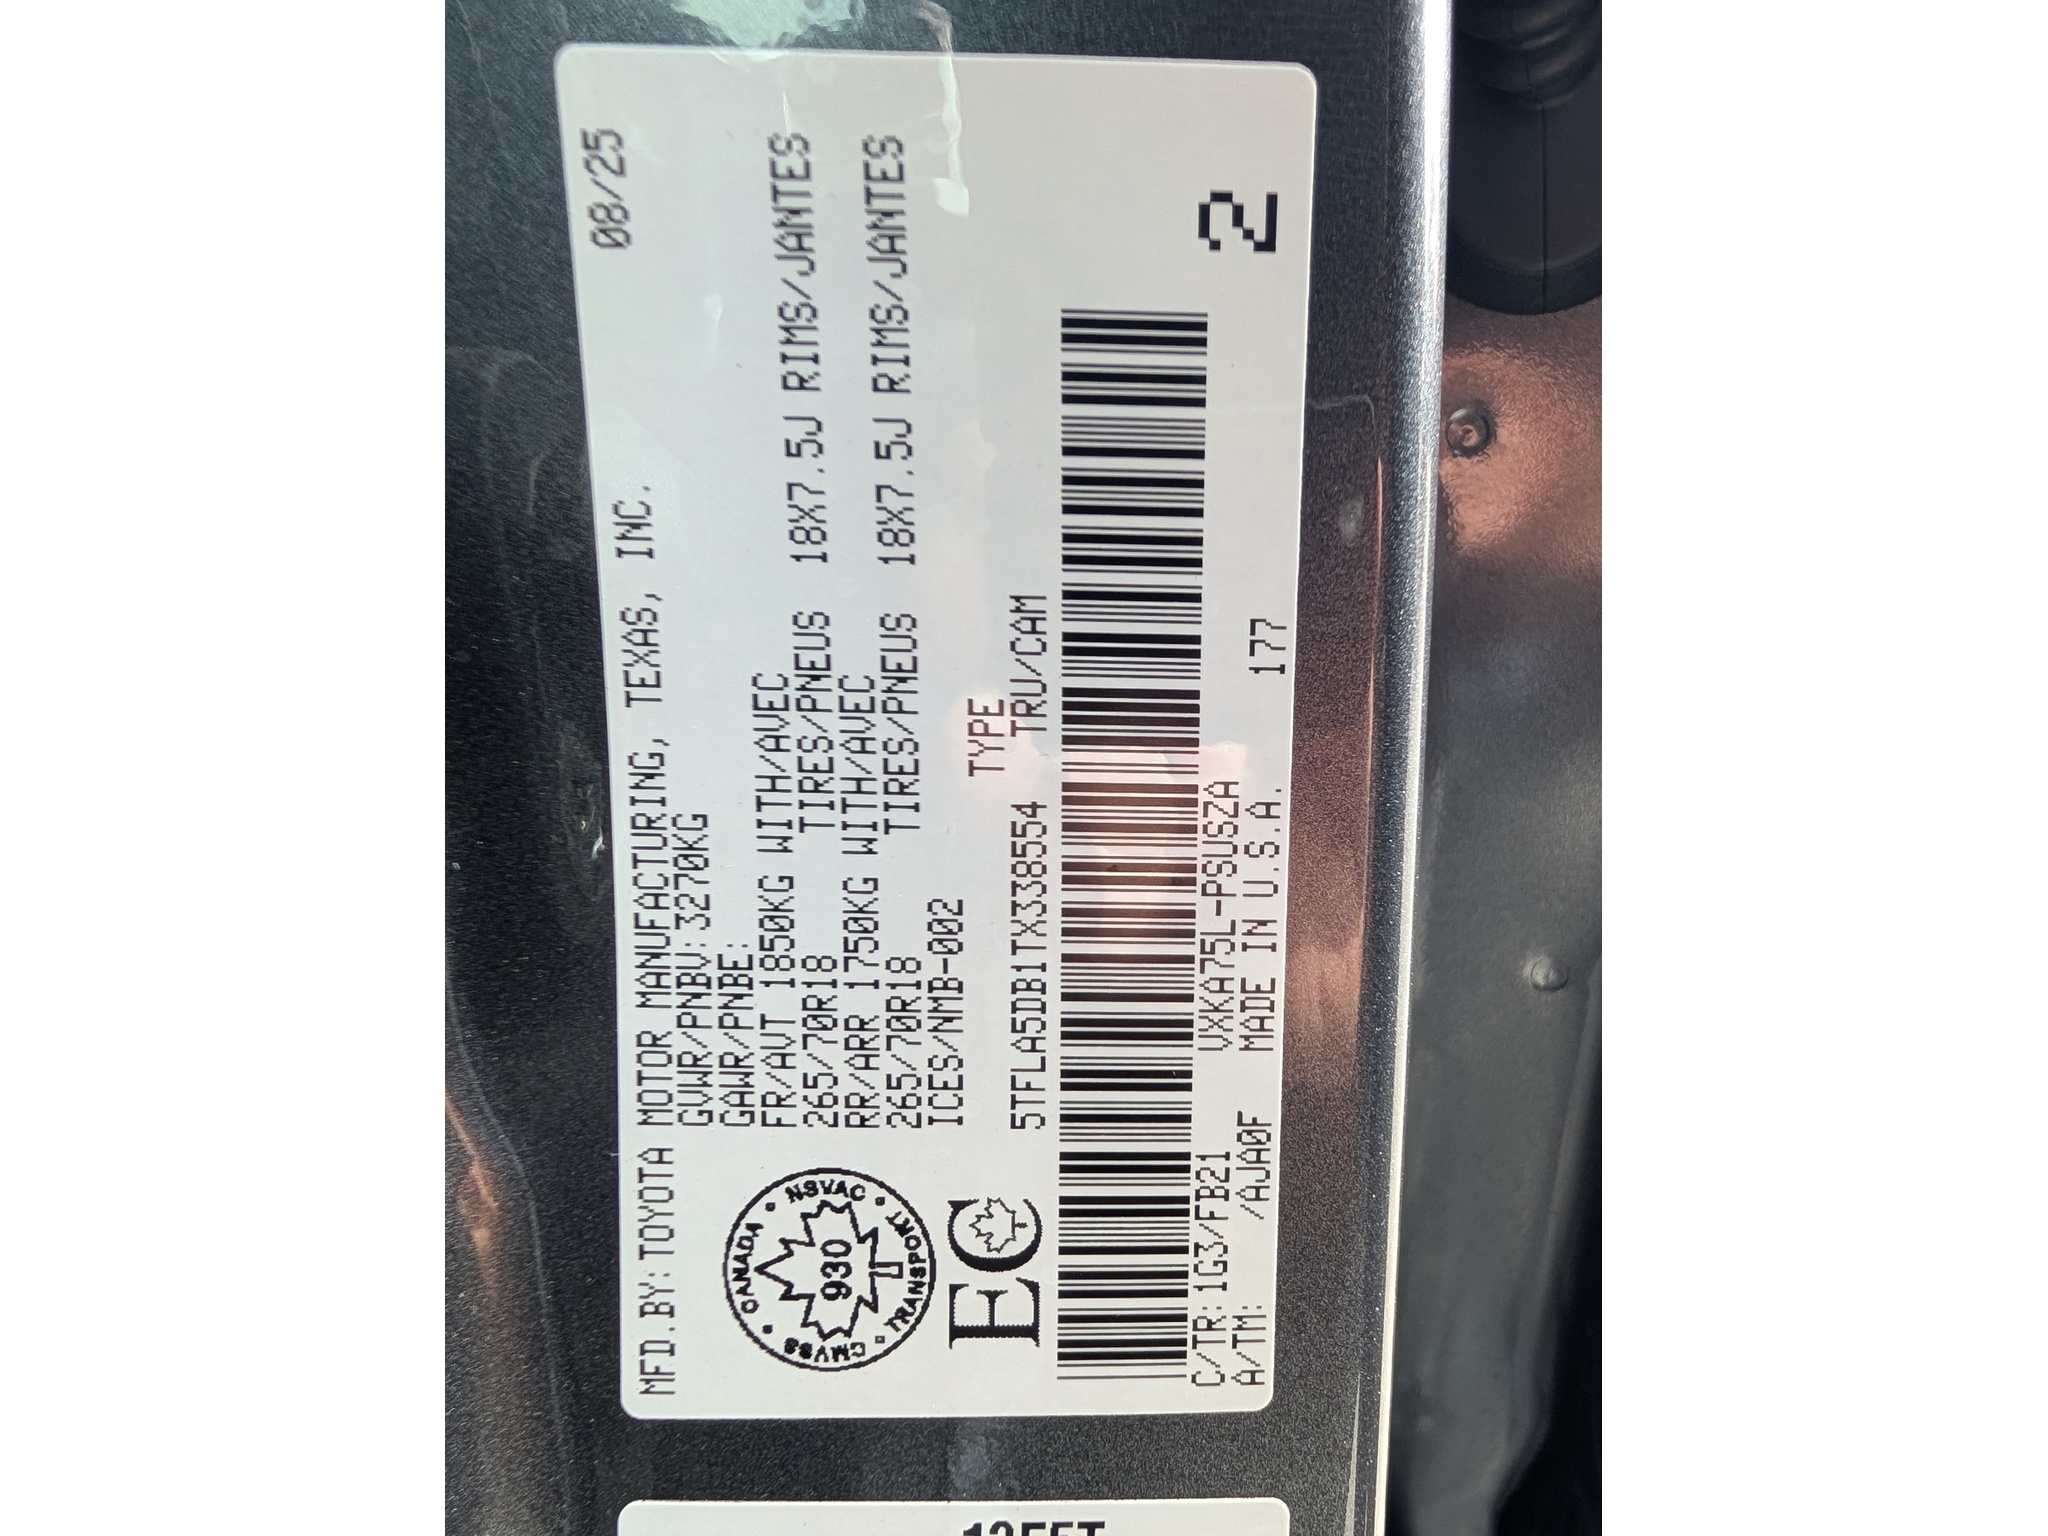 MFD.BY:TOYOTA MOTOR MANUFACTURING, TEXAS, INC. 08/25
GVWR/PNBV:3270KG
GAWR/PNBE:
FR/AVT 1850KG WITH/AVEC
265/70R18 TIRES/PNEUS 18X7.5J RIMS/JANTES
RR/ARR 1750KG WITH/AVEC
265/70R18 TIRES/PNEUS 18X7.5J RIMS/JANTES
ICES/NMB-002
CANADA • NSVAC • TRANSPORT • CMVSS
930
EC
TYPE
5TFLA5DB1TX338554 TRU/CAM
C/TR:1G3/FB21 VXKA75L-PSUSZA
A/TM: /AJA0F MADE IN U.S.A. 177
2